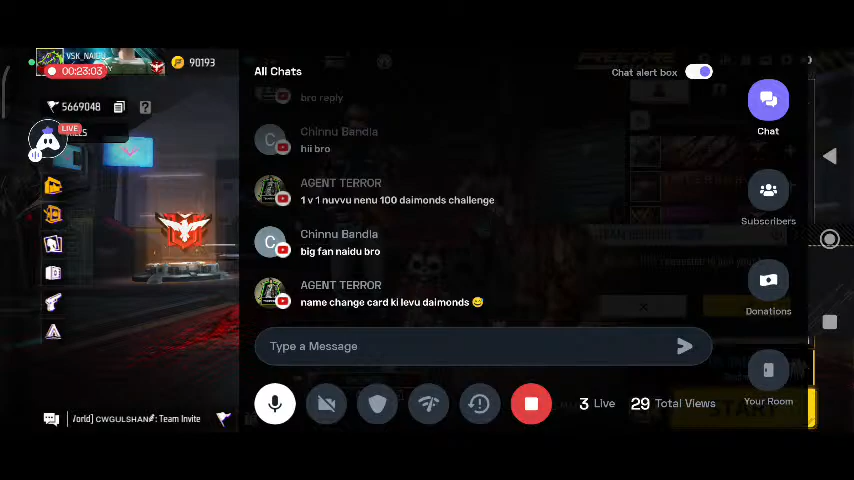 VSK_NAIDU
90193
00:23:03
5669048
?
LIVE
All Chats
Chat alert box
bro reply
Chinnu Bandla
hii bro
AGENT TERROR
1 v 1 nuvvu nenu 100 daimonds challenge
C
Chinnu Bandla
big fan naidu bro
AGENT TERROR
name change card ki levu daimonds 😅
Type a Message
3 Live
29 Total Views
Chat
Subscribers
Donations
Your Room
START
CWGULSHAN: Team Invite